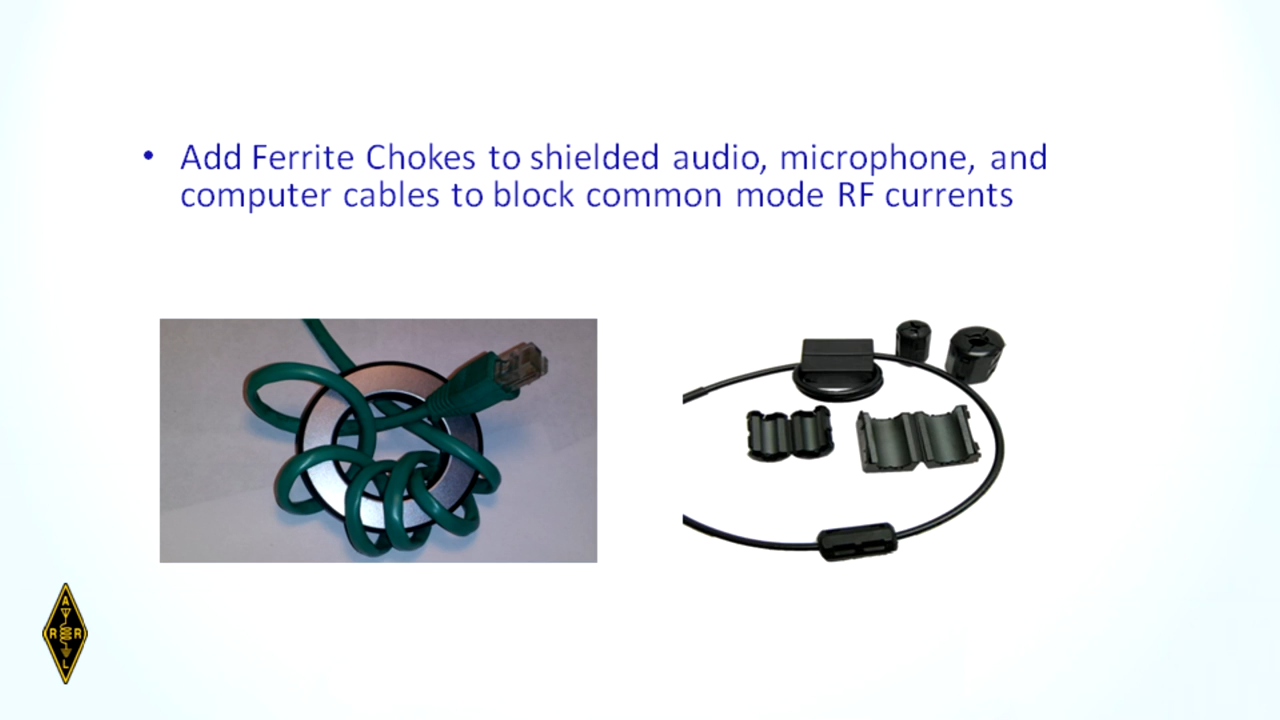 • Add Ferrite Chokes to shielded audio, microphone, and
computer cables to block common mode RF currents
A
R R
L